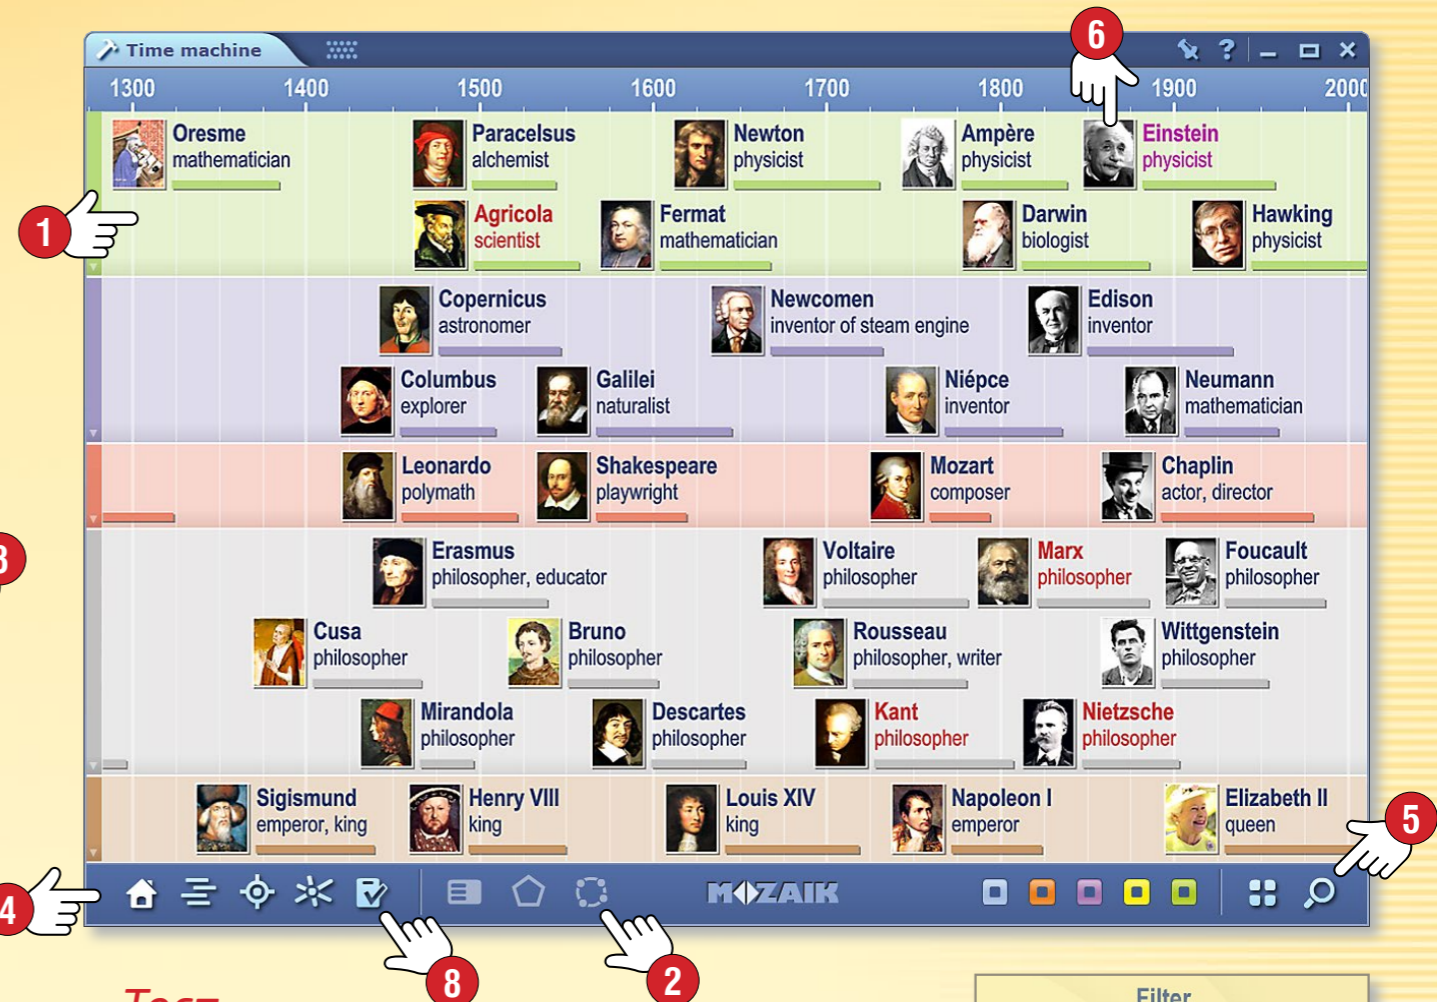 6
Time machine
?
1300 1400 1500 1600 1700 1800 1900 2000
Oresme
mathematician
Paracelsus
alchemist
Newton
physicist
Ampère
physicist
Einstein
physicist
1
Agricola
scientist
Fermat
mathematician
Darwin
biologist
Hawking
physicist
Copernicus
astronomer
Newcomen
inventor of steam engine
Edison
inventor
Columbus
explorer
Galilei
naturalist
Niépce
inventor
Neumann
mathematician
Leonardo
polymath
Shakespeare
playwright
Mozart
composer
Chaplin
actor, director
Erasmus
philosopher, educator
Voltaire
philosopher
Marx
philosopher
Foucault
philosopher
Cusa
philosopher
Bruno
philosopher
Rousseau
philosopher, writer
Wittgenstein
philosopher
Mirandola
philosopher
Descartes
philosopher
Kant
philosopher
Nietzsche
philosopher
Sigismund
emperor, king
Henry VIII
king
Louis XIV
king
Napoleon I
emperor
Elizabeth II
queen
5
4
MOZAIK
8
2
Filter